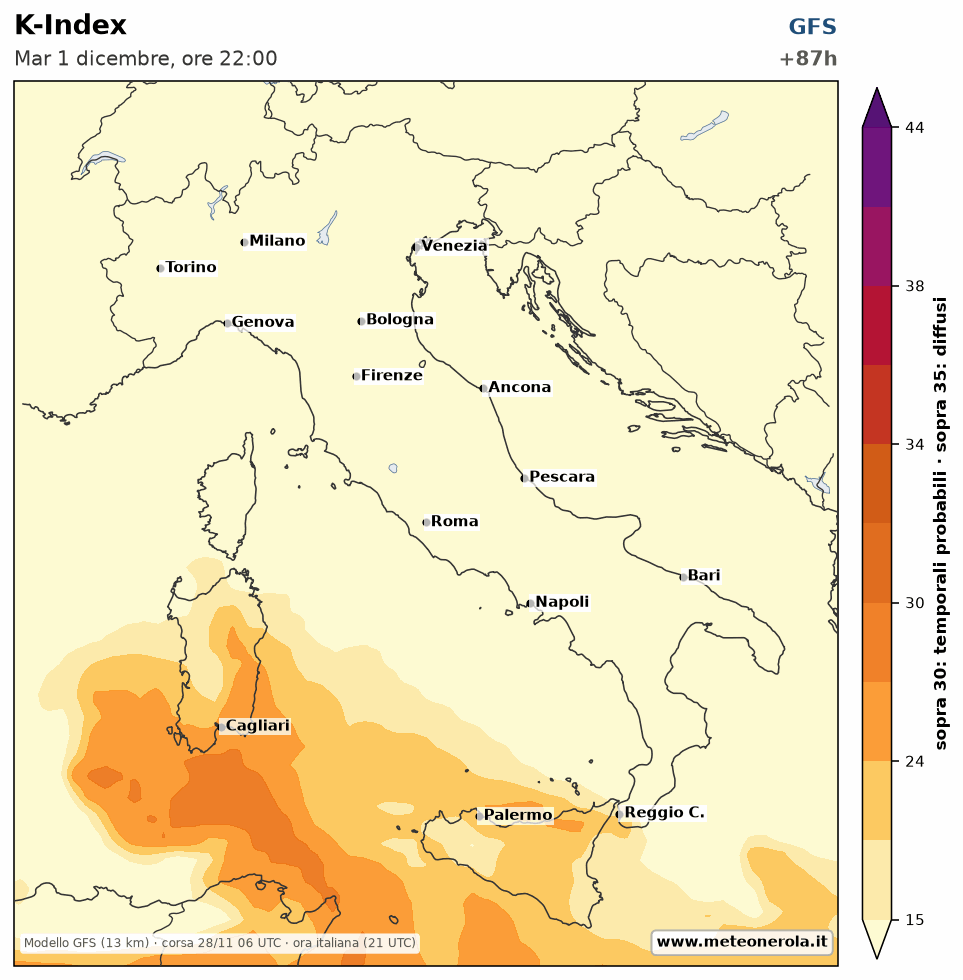 K-Index
GFS
Mar 1 dicembre, ore 22:00
+87h
44
38
34
30
24
15
sopra 30: temporali probabili · sopra 35: diffusi
Milano
Venezia
Torino
Genova
Bologna
Firenze
Ancona
Pescara
Roma
Bari
Napoli
Cagliari
Palermo
Reggio C.
Modello GFS (13 km) · corsa 28/11 06 UTC · ora italiana (21 UTC)
www.meteonerola.it